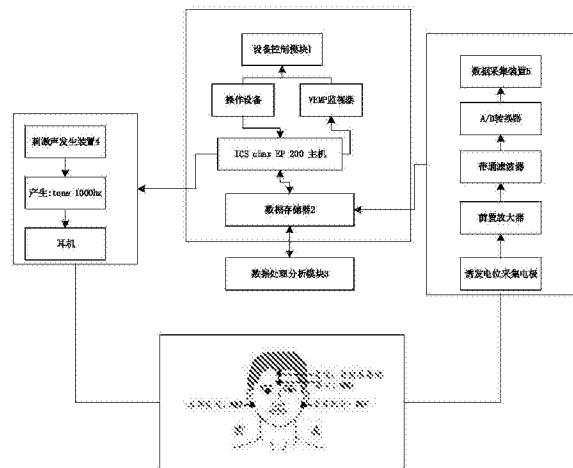 设备控制模块1
操作设备
VEMP监视器
ICS char EP 200 主机
数据存储器2
数据处理分析模块3
刺激声发生装置4
产生:tone 1000hz
耳机
数据采集装置5
A/D转换器
带通滤波器
前置放大器
诱发电位采集电极